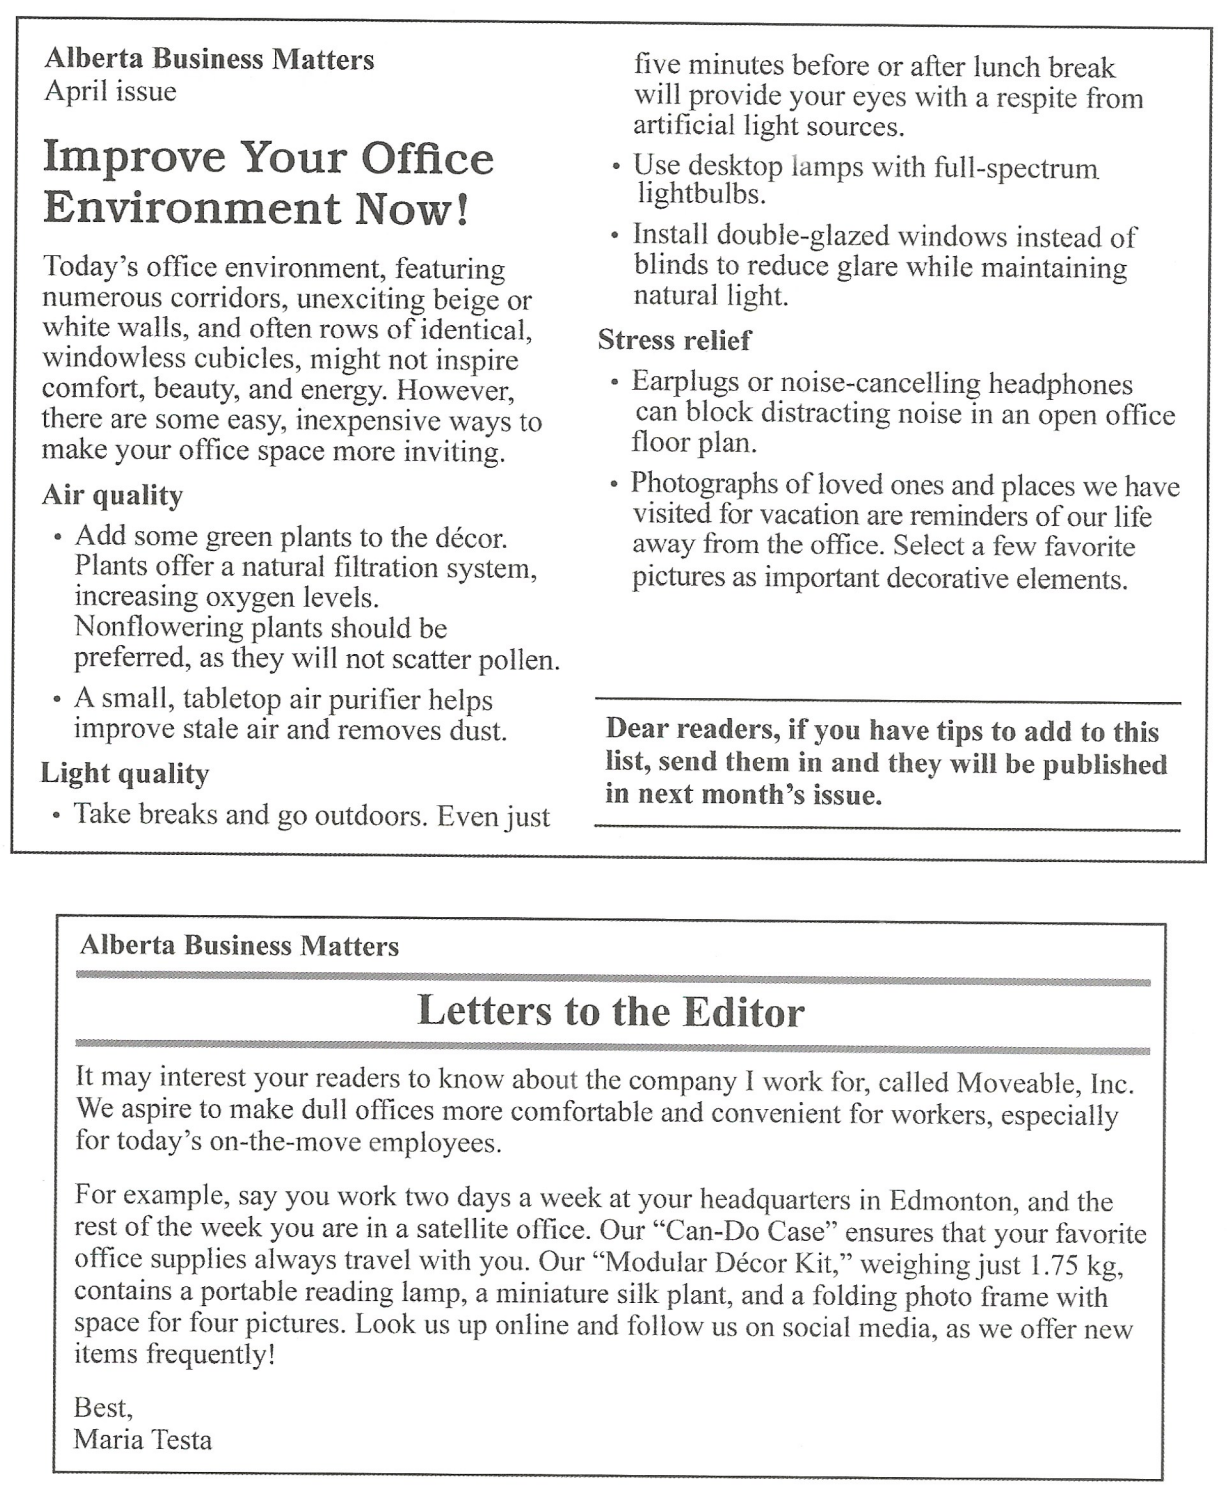 Alberta Business Matters
April issue
Improve Your Office
Environment Now!
Today's office environment, featuring
numerous corridors, unexciting beige or
white walls, and often rows of identical,
windowless cubicles, might not inspire
comfort, beauty, and energy. However,
there are some easy, inexpensive ways to
make your office space more inviting.
Air quality
• Add some green plants to the décor.
Plants offer a natural filtration system,
increasing oxygen levels.
Nonflowering plants should be
preferred, as they will not scatter pollen.
• A small, tabletop air purifier helps
improve stale air and removes dust.
Light quality
• Take breaks and go outdoors. Even just
five minutes before or after lunch break
will provide your eyes with a respite from
artificial light sources.
• Use desktop lamps with full-spectrum
lightbulbs.
• Install double-glazed windows instead of
blinds to reduce glare while maintaining
natural light.
Stress relief
• Earplugs or noise-cancelling headphones
can block distracting noise in an open office
floor plan.
• Photographs of loved ones and places we have
visited for vacation are reminders of our life
away from the office. Select a few favorite
pictures as important decorative elements.
Dear readers, if you have tips to add to this
list, send them in and they will be published
in next month's issue.
Alberta Business Matters
Letters to the Editor
It may interest your readers to know about the company I work for, called Moveable, Inc.
We aspire to make dull offices more comfortable and convenient for workers, especially
for today's on-the-move employees.
For example, say you work two days a week at your headquarters in Edmonton, and the
rest of the week you are in a satellite office. Our “Can-Do Case” ensures that your favorite
office supplies always travel with you. Our “Modular Décor Kit,” weighing just 1.75 kg,
contains a portable reading lamp, a miniature silk plant, and a folding photo frame with
space for four pictures. Look us up online and follow us on social media, as we offer new
items frequently!
Best,
Maria Testa